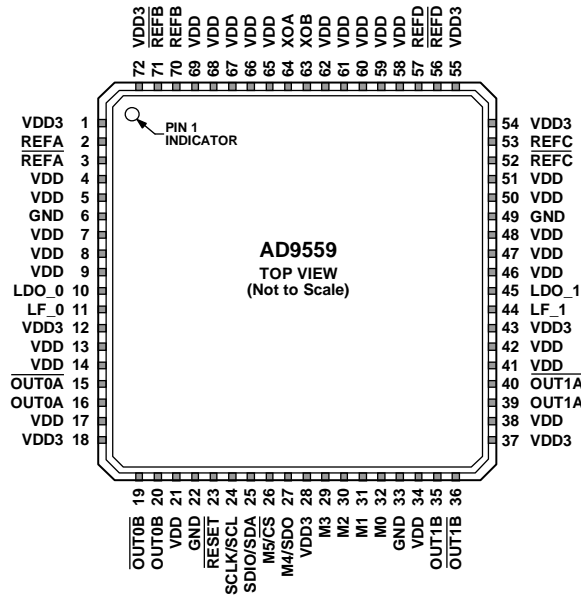 72 VDD3
71 REFB
70 REFB
69 VDD
68 VDD
67 VDD
66 VDD
65 VDD
64 XOA
63 XOB
62 VDD
61 VDD
60 VDD
59 VDD
58 VDD
57 REFD
56 REFD
55 VDD3
VDD3 1
REFA 2
REFA 3
VDD 4
VDD 5
GND 6
VDD 7
VDD 8
VDD 9
LDO_0 10
LF_0 11
VDD3 12
VDD 13
VDD 14
OUT0A 15
OUT0A 16
VDD 17
VDD3 18
PIN 1
INDICATOR
AD9559
TOP VIEW
(Not to Scale)
54 VDD3
53 REFC
52 REFC
51 VDD
50 VDD
49 GND
48 VDD
47 VDD
46 VDD
45 LDO_1
44 LF_1
43 VDD3
42 VDD
41 VDD
40 OUT1A
39 OUT1A
38 VDD
37 VDD3
OUT0B 19
OUT0B 20
VDD 21
GND 22
RESET 23
SCLK/SCL 24
SDIO/SDA 25
M5/CS 26
M4/SDO 27
VDD3 28
M3 29
M2 30
M1 31
M0 32
GND 33
VDD 34
OUT1B 35
OUT1B 36